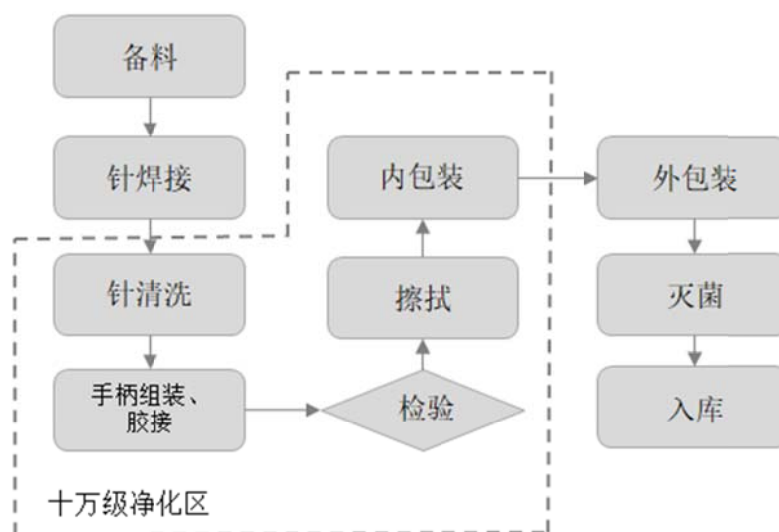 备料
针焊接
针清洗
手柄组装、
胶接
检验
擦拭
内包装
外包装
灭菌
入库
十万级净化区